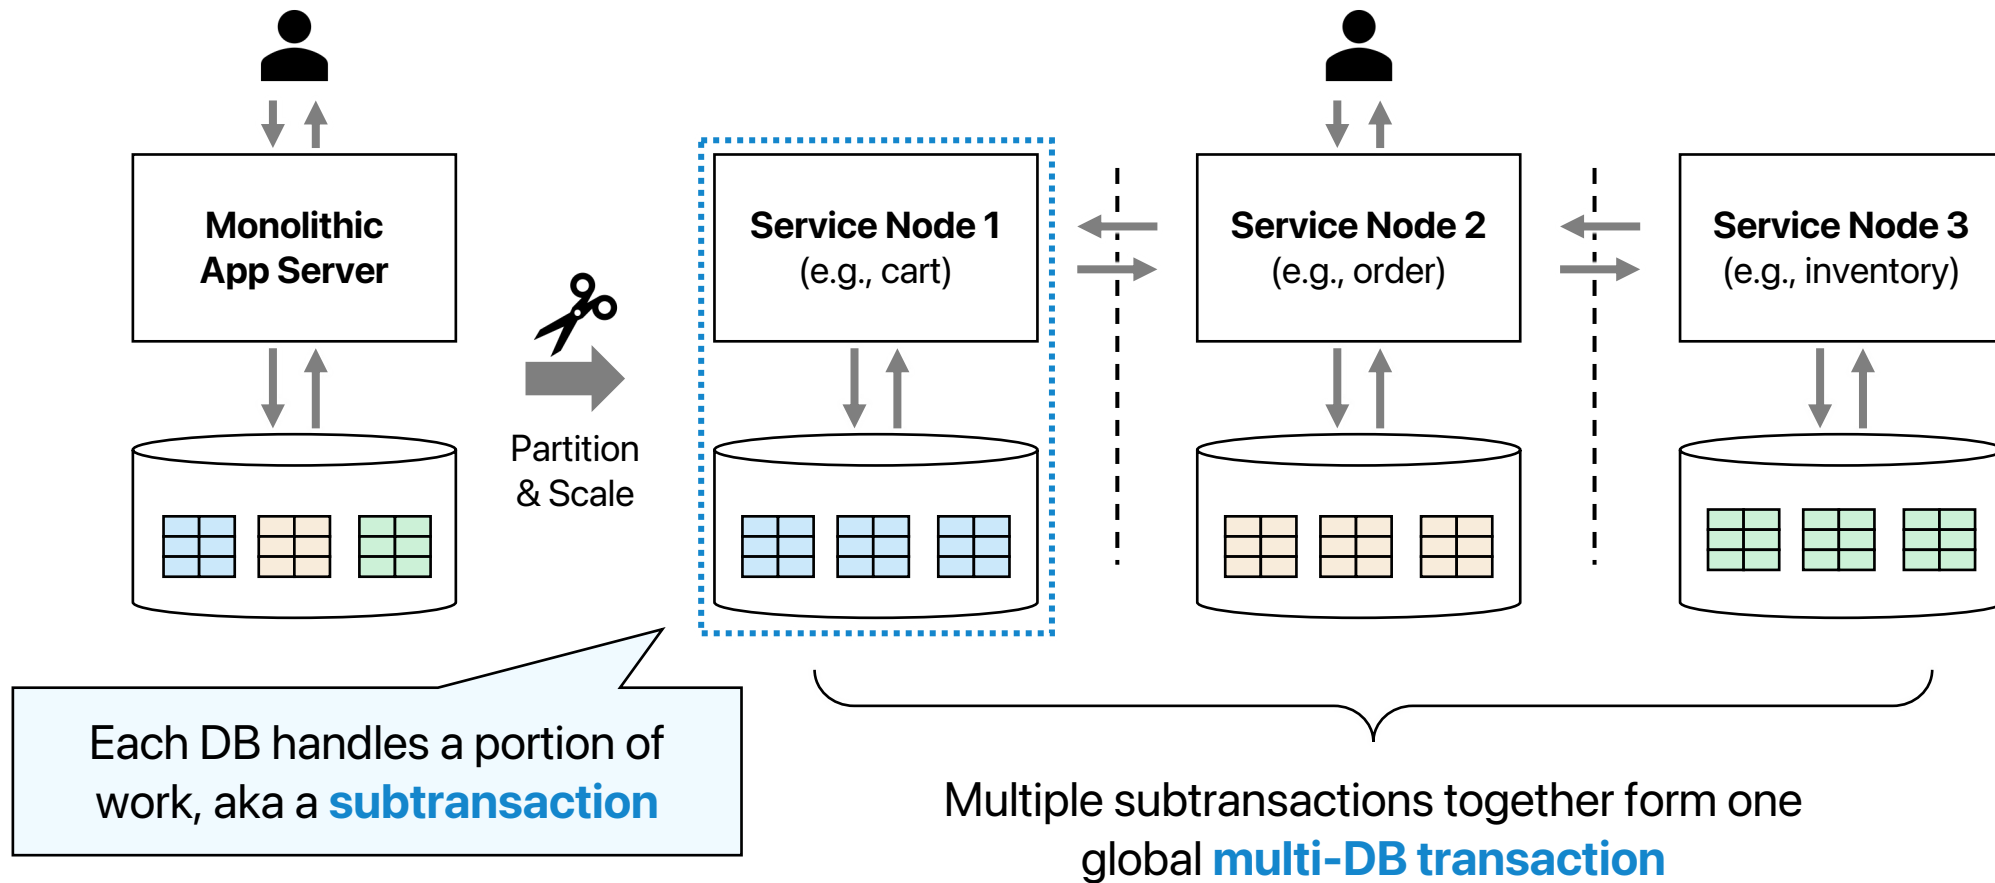 Monolithic
App Server
Partition
& Scale
Service Node 1
(e.g., cart)
Service Node 2
(e.g., order)
Service Node 3
(e.g., inventory)
Each DB handles a portion of
work, aka a subtransaction
Multiple subtransactions together form one
global multi-DB transaction